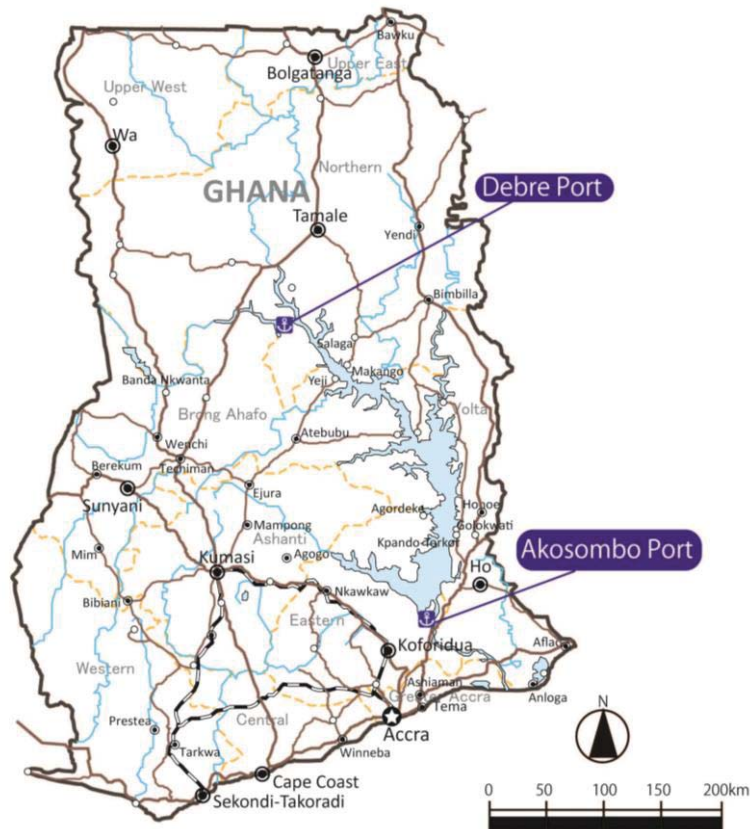 Bawku
Upper East
Bolgatanga
Upper West
Wa
Northern
GHANA
Debre Port
Tamale
Yendi
Bimbilla
Salaga
Makango
Yeji
Banda Nkwanta
Brong Ahafo
Volta
Atebubu
Wenchi
Techiman
Berekum
Sunyani
Ejura
Agordeke
Hohoe
Golokwati
Mampong
Ashanti
Kpando-Torkor
Akosombo Port
Mim
Agogo
Kumasi
Ho
Nkawkaw
Bibiani
Eastern
Koforidua
Aflao
Western
Ashiaman
Greater Accra
Anloga
Tema
N
Prestea
Central
Accra
Tarkwa
Winneba
Cape Coast
Sekondi-Takoradi
0 50 100 150 200km